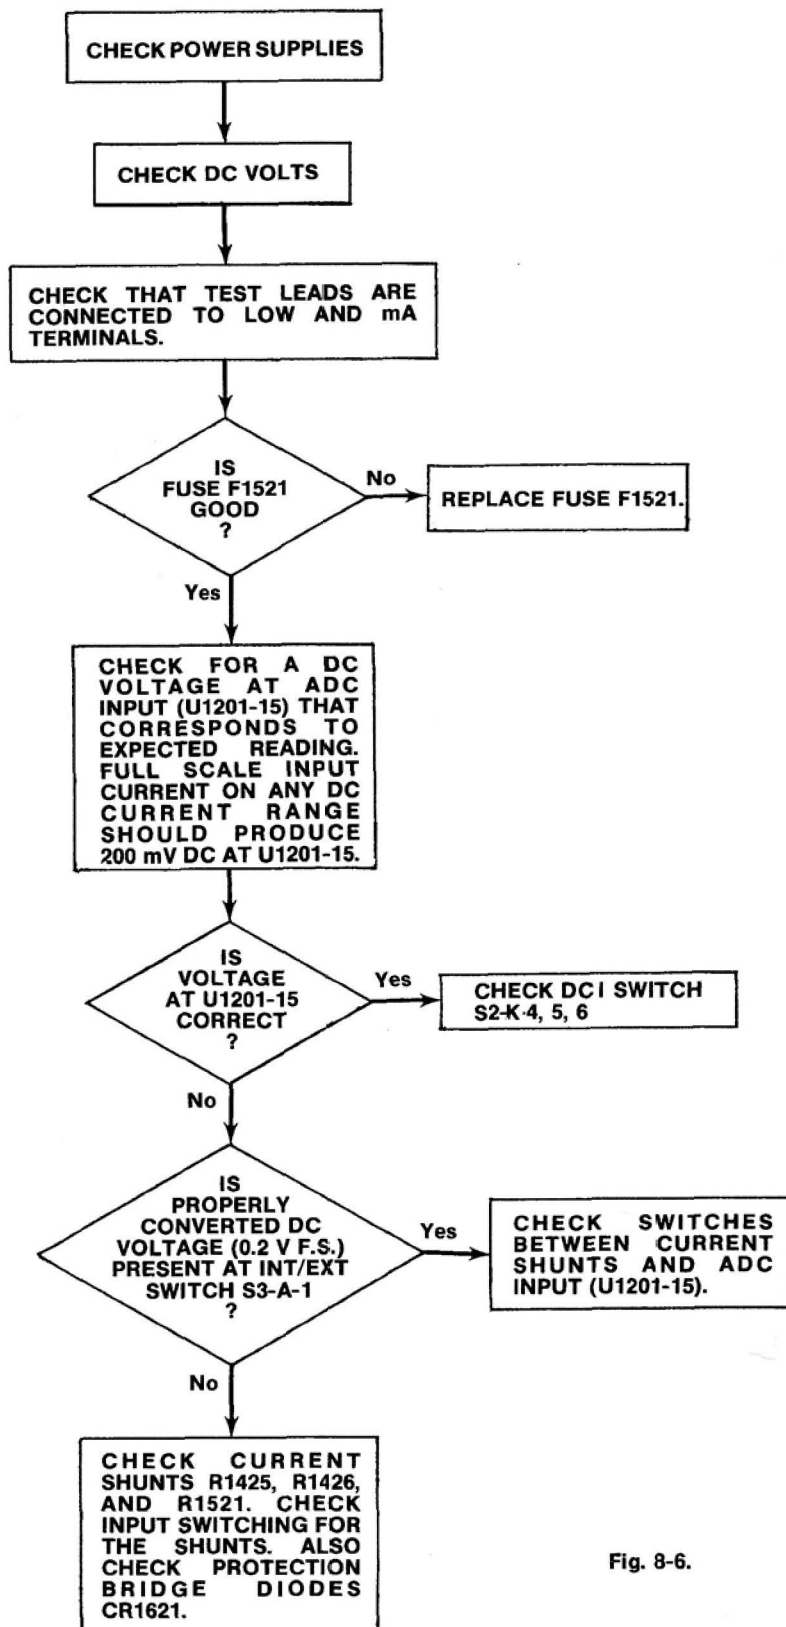 CHECK POWER SUPPLIES
CHECK DC VOLTS
CHECK THAT TEST LEADS ARE
CONNECTED TO LOW AND mA
TERMINALS.
IS
FUSE F1521
GOOD
?
No
REPLACE FUSE F1521.
Yes
CHECK FOR A DC
VOLTAGE AT ADC
INPUT (U1201-15) THAT
CORRESPONDS TO
EXPECTED READING.
FULL SCALE INPUT
CURRENT ON ANY DC
CURRENT RANGE
SHOULD PRODUCE
200 mV DC AT U1201-15.
IS
VOLTAGE
AT U1201-15
CORRECT
?
Yes
CHECK DC I SWITCH
S2-K-4, 5, 6
No
IS
PROPERLY
CONVERTED DC
VOLTAGE (0.2 V F.S.)
PRESENT AT INT/EXT
SWITCH S3-A-1
?
Yes
CHECK SWITCHES
BETWEEN CURRENT
SHUNTS AND ADC
INPUT (U1201-15).
No
CHECK CURRENT
SHUNTS R1425, R1426,
AND R1521. CHECK
INPUT SWITCHING FOR
THE SHUNTS. ALSO
CHECK PROTECTION
BRIDGE DIODES
CR1621.
Fig. 8-6.